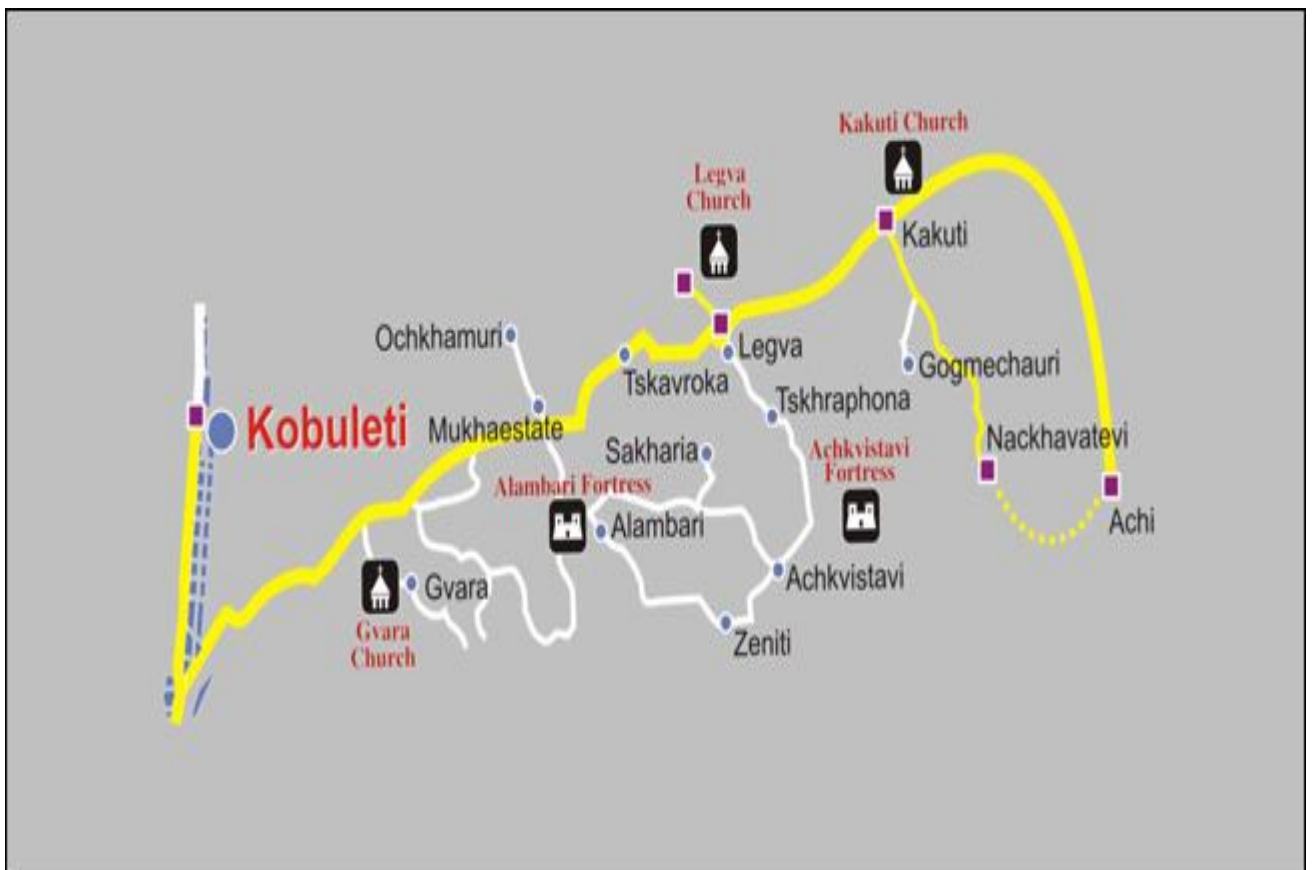 Kakuti Church
Legva
Church
Kakuti
Ochkhamuri
Legva
Tskavroka
Gogmechauri
Tskhraphona
Kobuleti
Mukhaestate
Sakharia
Achkvistavi
Fortress
Nackhavatevi
Alambari Fortress
Alambari
Achi
Achkvistavi
Gvara
Zeniti
Gvara
Church